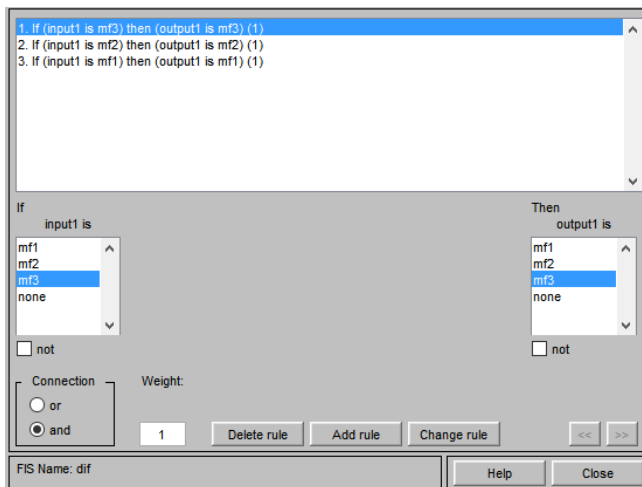 1. If (input1 is mf3) then (output1 is mf3) (1)
2. If (input1 is mf2) then (output1 is mf2) (1)
3. If (input1 is mf1) then (output1 is mf1) (1)
If
Then
input1 is
output1 is
mf1
mf2
mf3
none
mf1
mf2
mf3
none
not
not
Connection
or
and
Weight:
1
Delete rule
Add rule
Change rule
<<
>>
FIS Name: dif
Help
Close